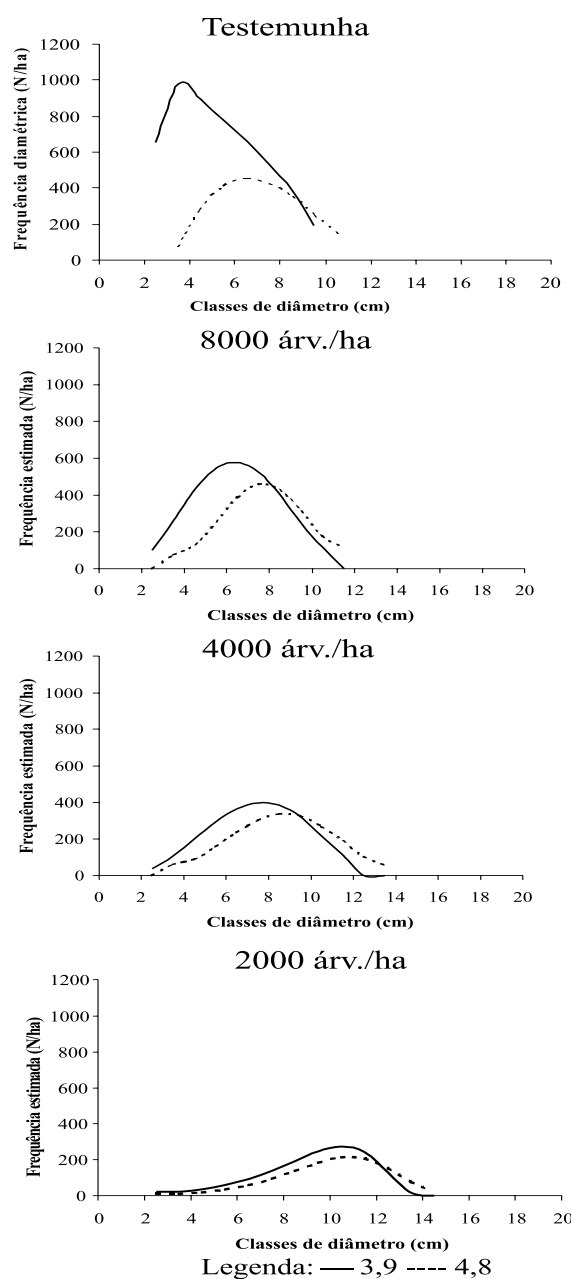 Testemunha
Frequência diamétrica (N/ha)
1200
1000
800
600
400
200
0
0 2 4 6 8 10 12 14 16 18 20
Classes de diâmetro (cm)
8000 árv./ha
Frequência estimada (N/ha)
1200
1000
800
600
400
200
0
0 2 4 6 8 10 12 14 16 18 20
Classes de diâmetro (cm)
4000 árv./ha
Frequência estimada (N/ha)
1200
1000
800
600
400
200
0
0 2 4 6 8 10 12 14 16 18 20
Classes de diâmetro (cm)
2000 árv./ha
Frequência estimada (N/ha)
1200
1000
800
600
400
200
0
0 2 4 6 8 10 12 14 16 18 20
Classes de diâmetro (cm)
Legenda: 3,9 4,8